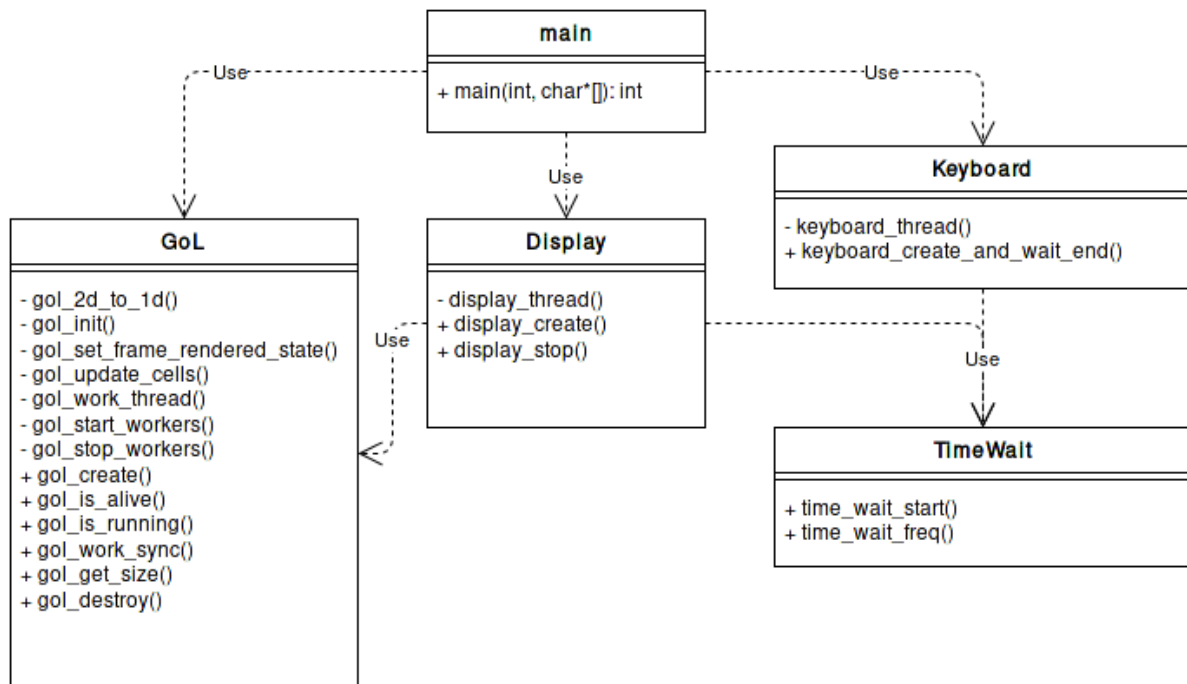 main
+ main(int, char*[]): int
Use
Use
Use
Keyboard
- keyboard_thread()
+ keyboard_create_and_wait_end()
GoL
- gol_2d_to_1d()
- gol_init()
- gol_set_frame_rendered_state()
- gol_update_cells()
- gol_work_thread()
- gol_start_workers()
- gol_stop_workers()
+ gol_create()
+ gol_is_alive()
+ gol_is_running()
+ gol_work_sync()
+ gol_get_size()
+ gol_destroy()
Display
- display_thread()
+ display_create()
+ display_stop()
Use
Use
TimeWait
+ time_wait_start()
+ time_wait_freq()